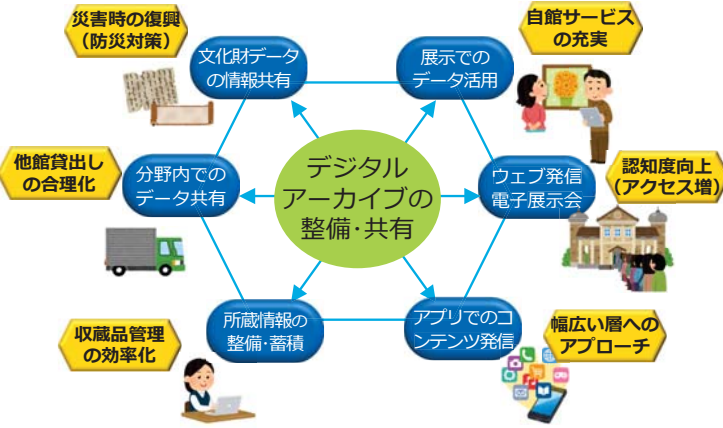 災害時の復興
(防災対策)
文化財データ
の情報共有
展示での
データ活用
自館サービス
の充実
他館貸出し
の合理化
分野内での
データ共有
デジタル
アーカイブの
整備･共有
ウェブ発信
電子展示会
認知度向上
(アクセス増)
収蔵品管理
の効率化
所蔵情報の
整備･蓄積
アプリでのコ
ンテンツ発信
幅広い層への
アプローチ